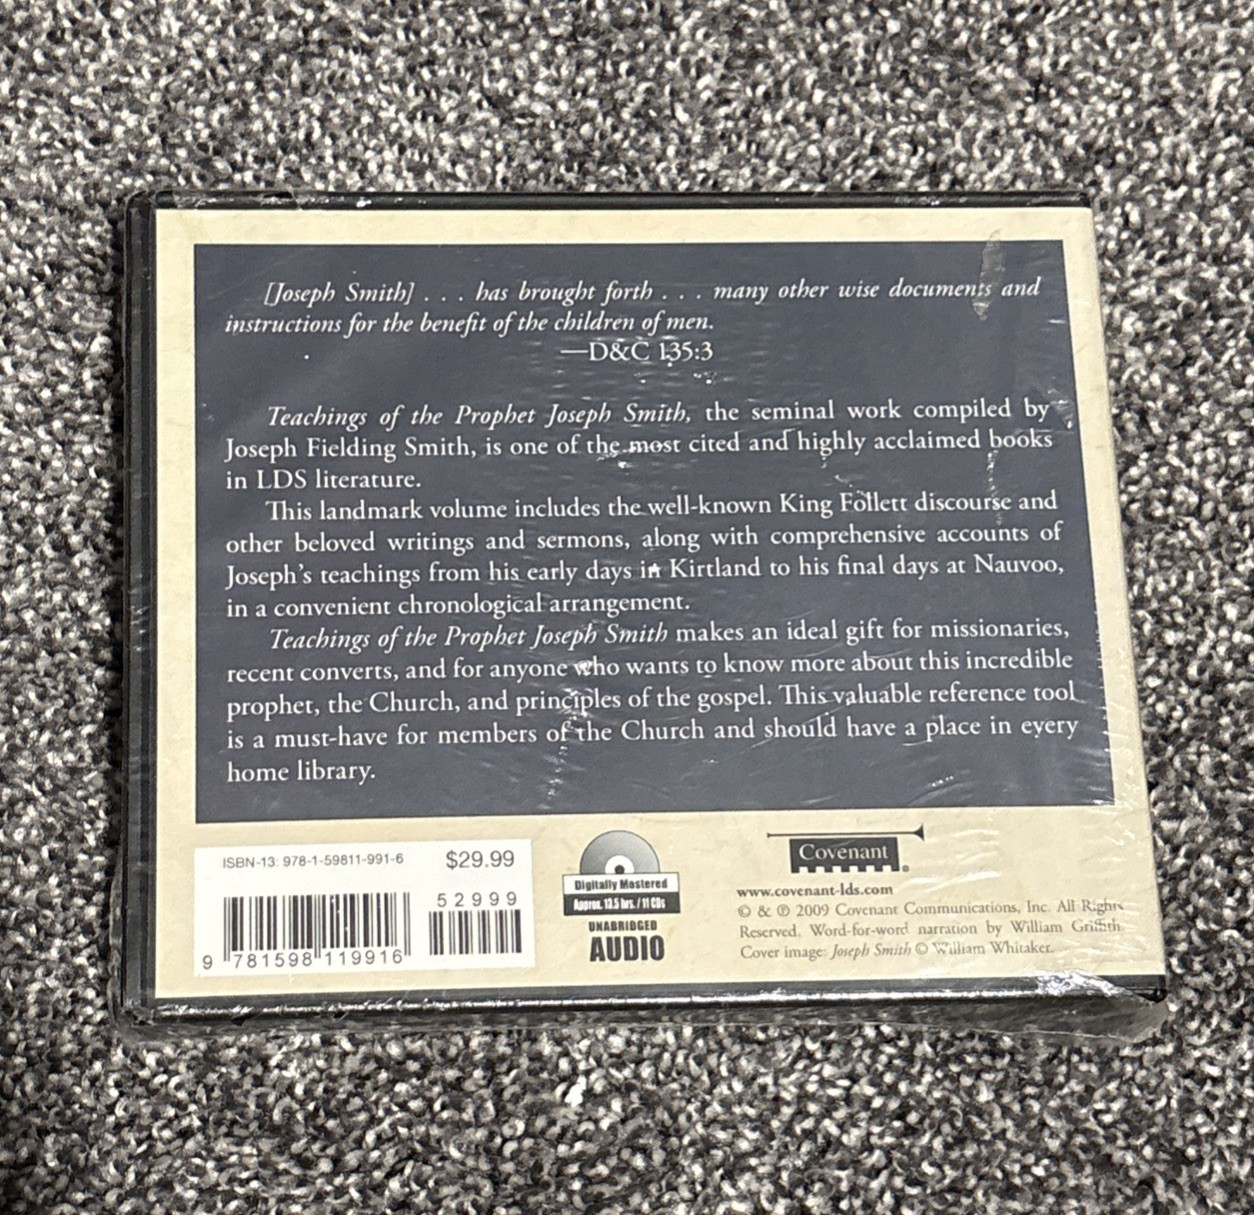 [Joseph Smith] . . . has brought forth . . . many other wise documents and
instructions for the benefit of the children of men.
—D&C 135:3
Teachings of the Prophet Joseph Smith, the seminal work compiled by
Joseph Fielding Smith, is one of the most cited and highly acclaimed books
in LDS literature.
This landmark volume includes the well-known King Follett discourse and
other beloved writings and sermons, along with comprehensive accounts of
Joseph's teachings from his early days in Kirtland to his final days at Nauvoo,
in a convenient chronological arrangement.
Teachings of the Prophet Joseph Smith makes an ideal gift for missionaries,
recent converts, and for anyone who wants to know more about this incredible
prophet, the Church, and principles of the gospel. This valuable reference tool
is a must-have for members of the Church and should have a place in every
home library.
ISBN-13: 978-1-59811-991-6 $29.99
52999
9 781598 119916
Digitally Mastered
Approx. 13.5 hrs. / 11 CDs
UNABRIDGED
AUDIO
Covenant
www.covenant-lds.com
© & ℗ 2009 Covenant Communications, Inc. All Rights
Reserved. Word-for-word narration by William Griffith.
Cover image: Joseph Smith © William Whitaker.